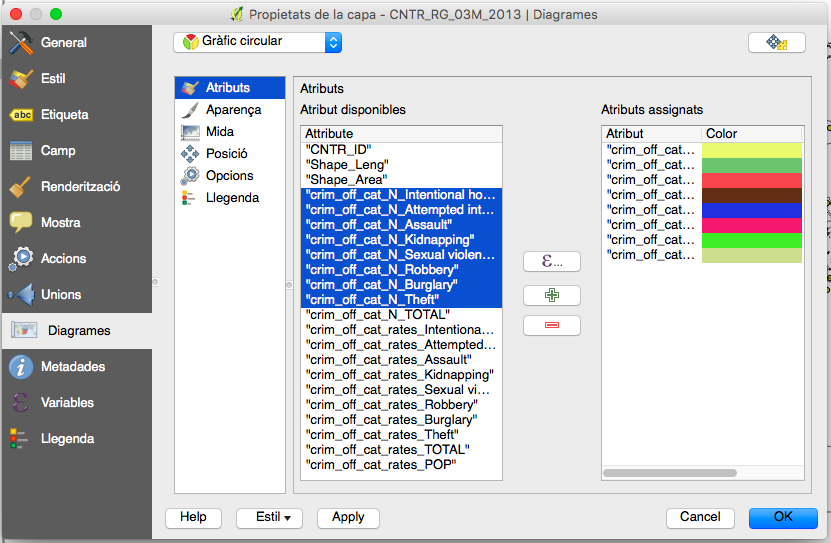 Propietats de la capa - CNTR_RG_03M_2013 | Diagrames
General
Estil
abc Etiqueta
Camp
Renderització
Mostra
Accions
Unions
Diagrames
Metadades
Variables
Llegenda
Gràfic circular
Atributs
Aparença
Mida
Posició
Opcions
Llegenda
Atributs
Atribut disponibles
Attribute
"CNTR_ID"
"Shape_Leng"
"Shape_Area"
"crim_off_cat_N_Intentional ho…
"crim_off_cat_N_Attempted int…
"crim_off_cat_N_Assault"
"crim_off_cat_N_Kidnapping"
"crim_off_cat_N_Sexual violen…
"crim_off_cat_N_Robbery"
"crim_off_cat_N_Burglary"
"crim_off_cat_N_Theft"
"crim_off_cat_N_TOTAL"
"crim_off_cat_rates_Intentiona…
"crim_off_cat_rates_Attempted…
"crim_off_cat_rates_Assault"
"crim_off_cat_rates_Kidnapping"
"crim_off_cat_rates_Sexual vi…
"crim_off_cat_rates_Robbery"
"crim_off_cat_rates_Burglary"
"crim_off_cat_rates_Theft"
"crim_off_cat_rates_TOTAL"
"crim_off_cat_rates_POP"
ε...
Atributs assignats
Atribut Color
"crim_off_cat…
"crim_off_cat…
"crim_off_cat…
"crim_off_cat…
"crim_off_cat…
"crim_off_cat…
"crim_off_cat…
"crim_off_cat…
Help Estil Apply Cancel OK